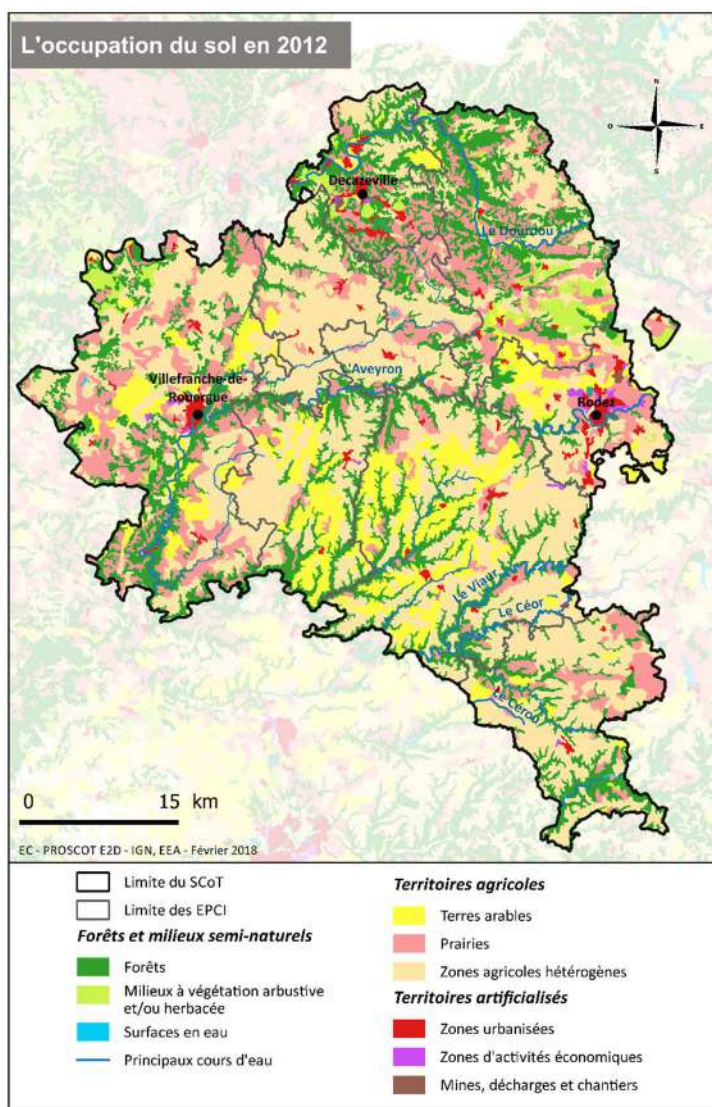 L'occupation du sol en 2012
N
O
E
S
Decazeville
Le Dourdou
L'Aveyron
Villefranche-de-
Rouergue
Rodez
Le Viaur
Le Céor
Le Cérou
0 15 km
EC - PROSCOT E2D - IGN, EEA - Février 2018
Limite du SCoT
Limite des EPCI
Forêts et milieux semi-naturels
Forêts
Milieux à végétation arbustive
et/ou herbacée
Surfaces en eau
Principaux cours d'eau
Territoires agricoles
Terres arables
Prairies
Zones agricoles hétérogènes
Territoires artificialisés
Zones urbanisées
Zones d'activités économiques
Mines, décharges et chantiers